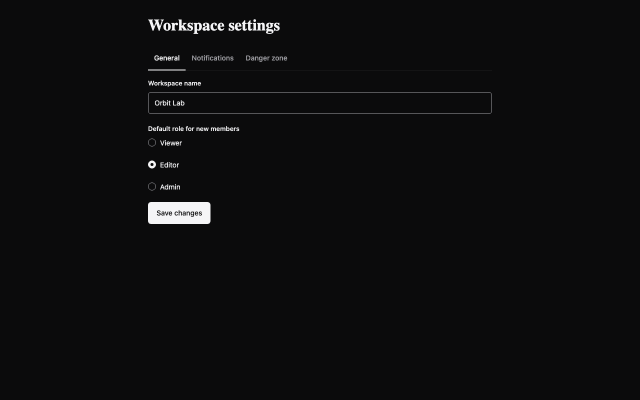 Workspace settings
General Notifications Danger zone
Workspace name
Orbit Lab
Default role for new members
Viewer
Editor
Admin
Save changes